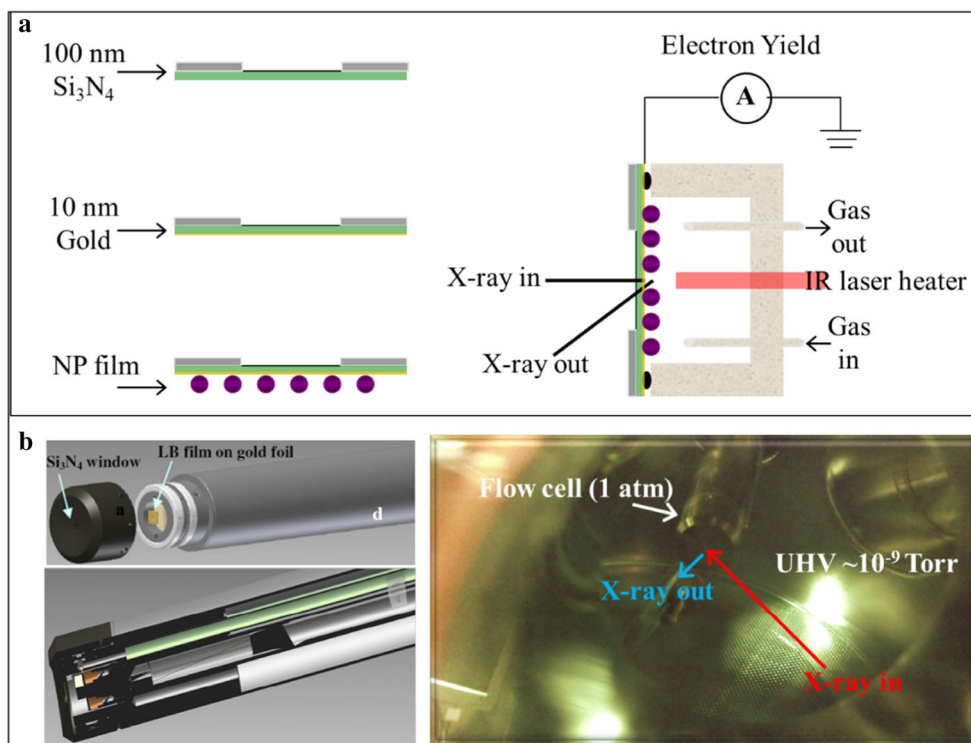 a
100 nm
Si₃N₄
10 nm
Gold
NP film
Electron Yield
A
Gas
out
X-ray in
IR laser heater
X-ray out
Gas
in
b
Si₃N₄ window
LB film on gold foil
a
d
Flow cell (1 atm)
UHV ~10⁻⁹ Torr
X-ray out
X-ray in